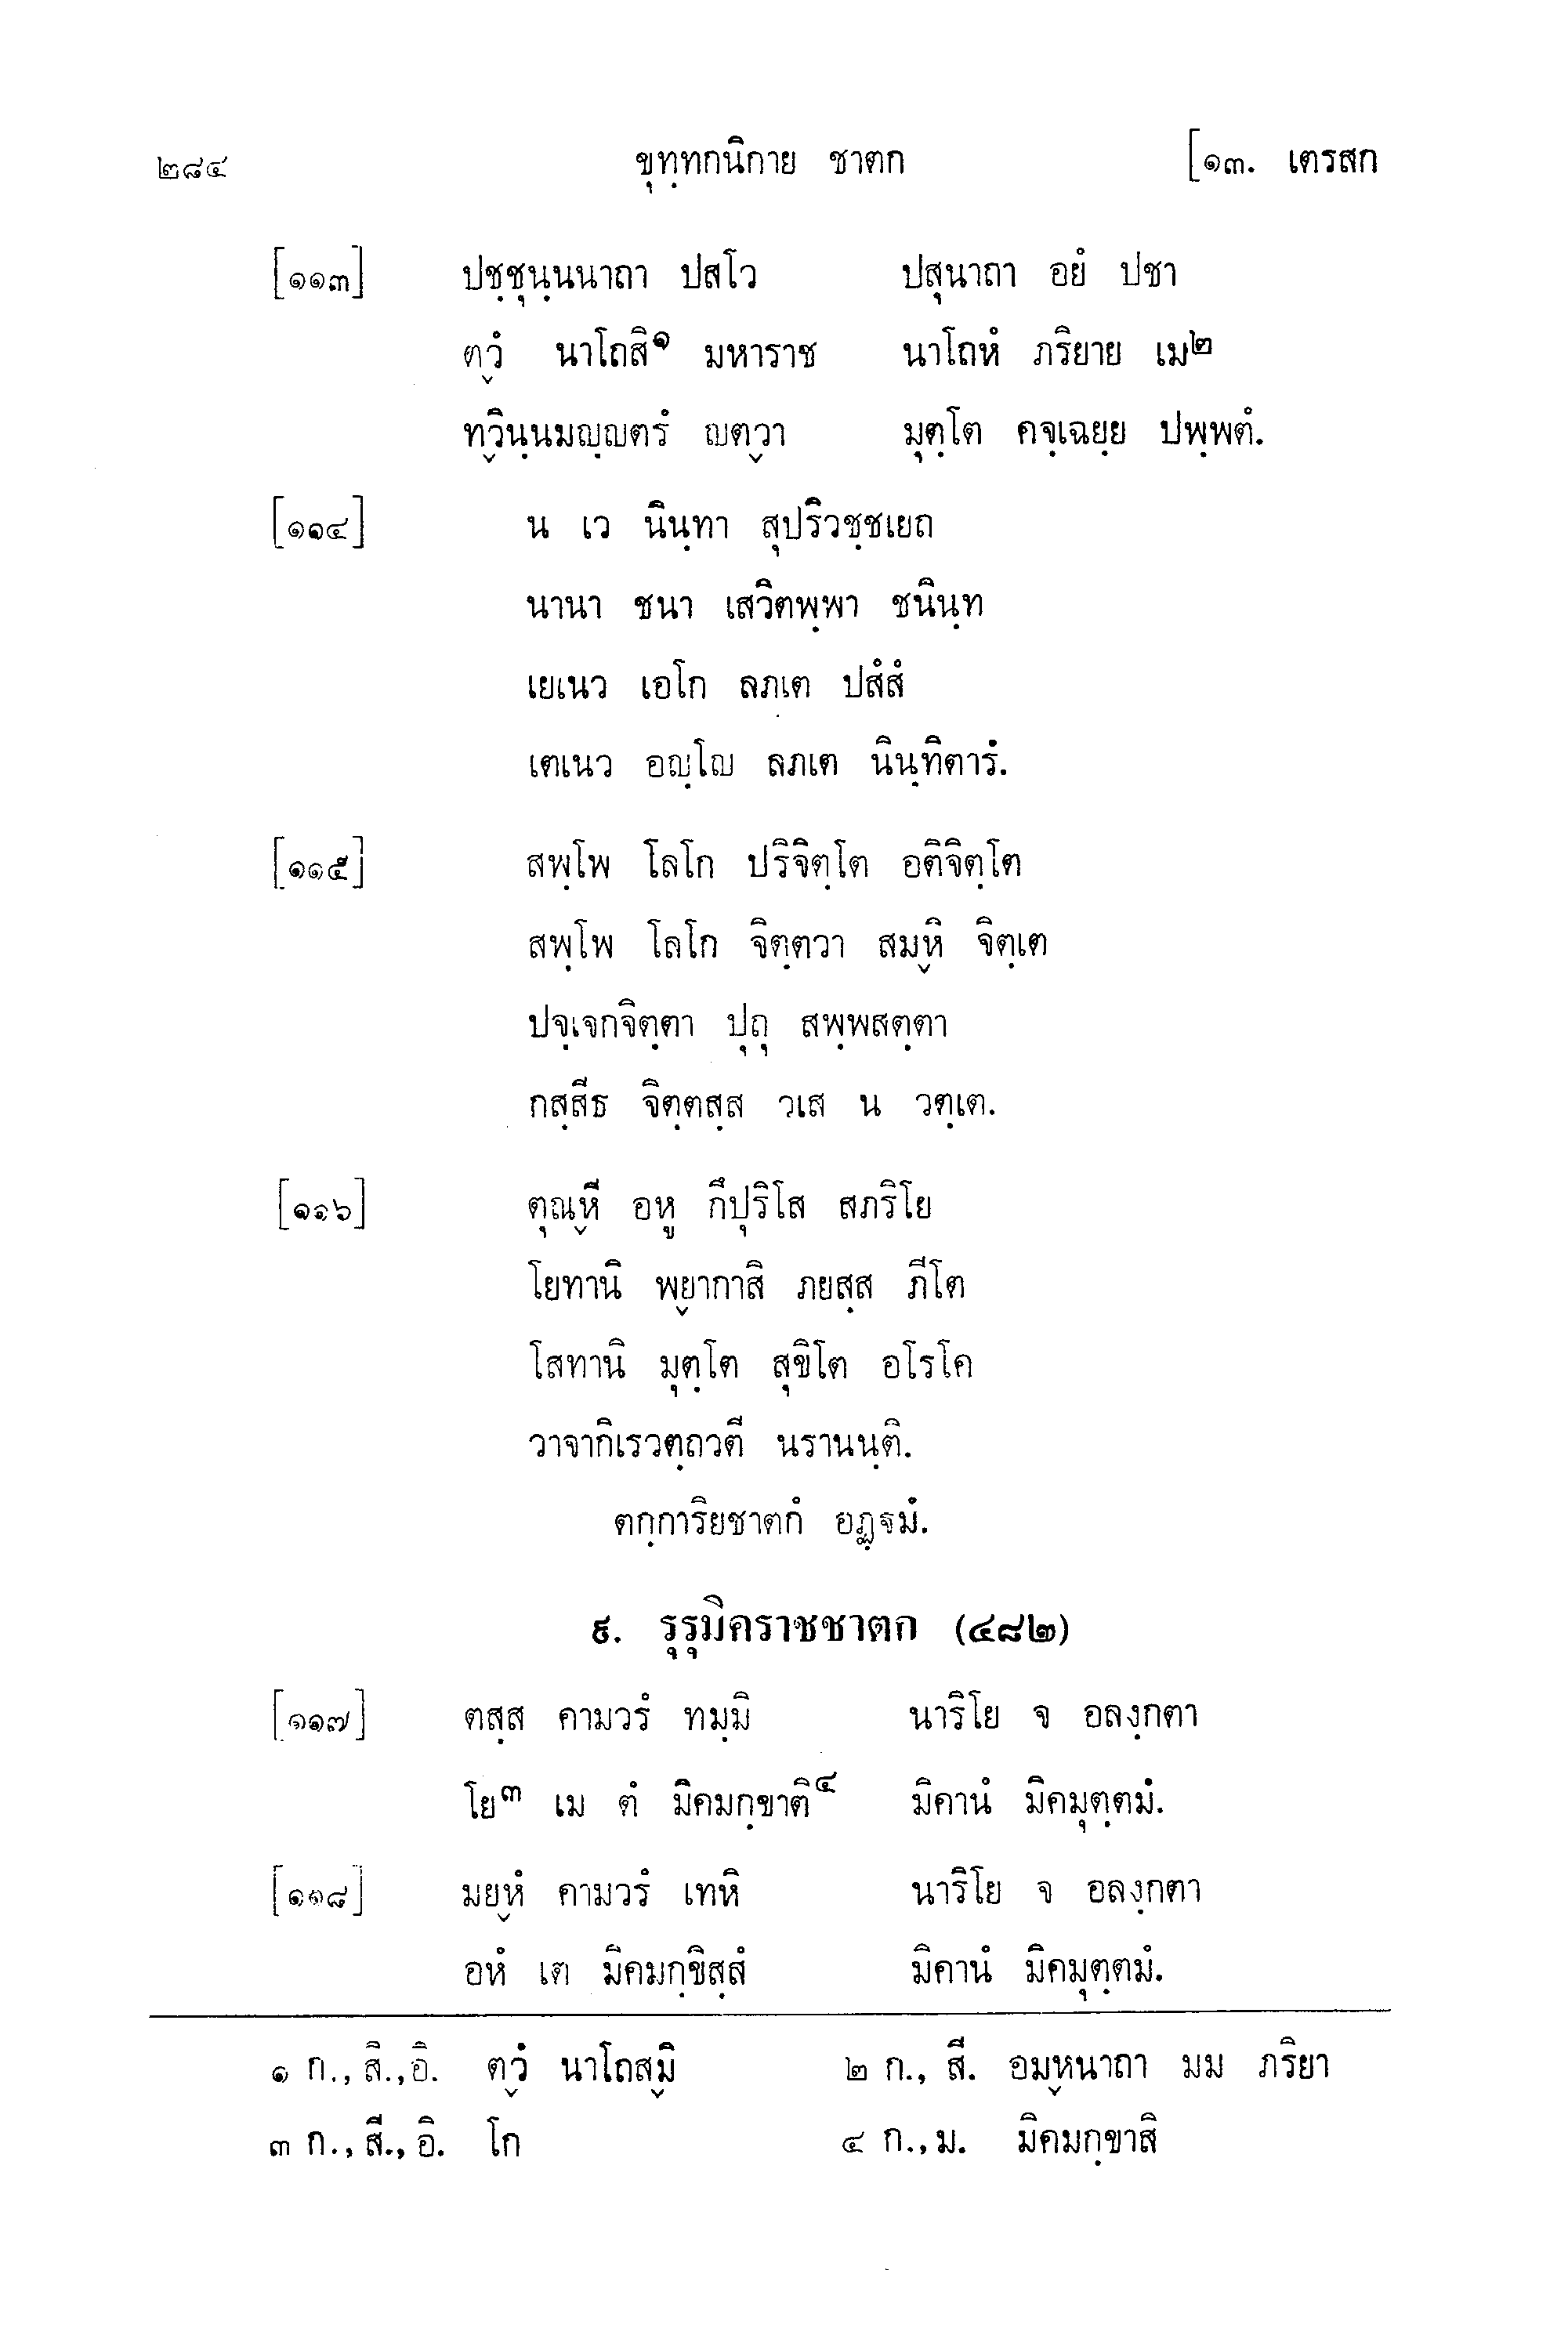 ๒๘๔ ขุทฺทกนิกาย ชาตก [๑๓. เตรสก
[๑๑๓] ปชฺชุนฺนนาถา ปสโว ปสุนาถา อยํ ปชา
ตฺวํ นาโถสิ๑ มหาราช นาโถหํ ภริยาย เม๒
ทฺวินฺนมญฺญตรํ ญตฺวา มุตฺโต คจฺเฉยฺย ปพฺพตํ.
[๑๑๔] น เว นินฺทา สุปริวชฺชเยถ
นานา ชนา เสวิตพฺพา ชนินฺท
เยเนว เอโก ลภเต ปสํสํ
เตเนว อญฺโญ ลภเต นินฺทิตารํ.
[๑๑๕] สพฺโพ โลโก ปริจิตฺโต อติจิตฺโต
สพฺโพ โลโก จิตฺตวา สมฺหิ จิตฺเต
ปจฺเจกจิตฺตา ปุถุ สพฺพสตฺตา
กสฺสีธ จิตฺตสฺส วเส น วตฺเต.
[๑๑๖] ตุณฺหี อหู กึปุริโส สภริโย
โยทานิ พฺยากาสิ ภยสฺส ภีโต
โสทานิ มุตฺโต สุขิโต อโรโค
วาจากิเรวตฺถวตี นรานนฺติ.
ตกฺการิยชาตกํ อฏฺฐมํ.
๙. รุรุมิคราชชาตก (๔๘๒)
[๑๑๗] ตสฺส คามวรํ ทมฺมิ นาริโย จ อลงฺกตา
โย๓ เม ตํ มิคมกฺขาติ๔ มิคานํ มิคมุตฺตมํ.
[๑๑๘] มยฺหํ คามวรํ เทหิ นาริโย จ อลงฺกตา
อหํ เต มิคมกฺขิสฺสํ มิคานํ มิคมุตฺตมํ.
๑ ก., สี.,อิ. ตฺวํ นาโถสฺมิ ๒ ก., สี. อมฺหนาถา มม ภริยา
๓ ก., สี., อิ. โก ๔ ก.,ม. มิคมกฺขาสิ